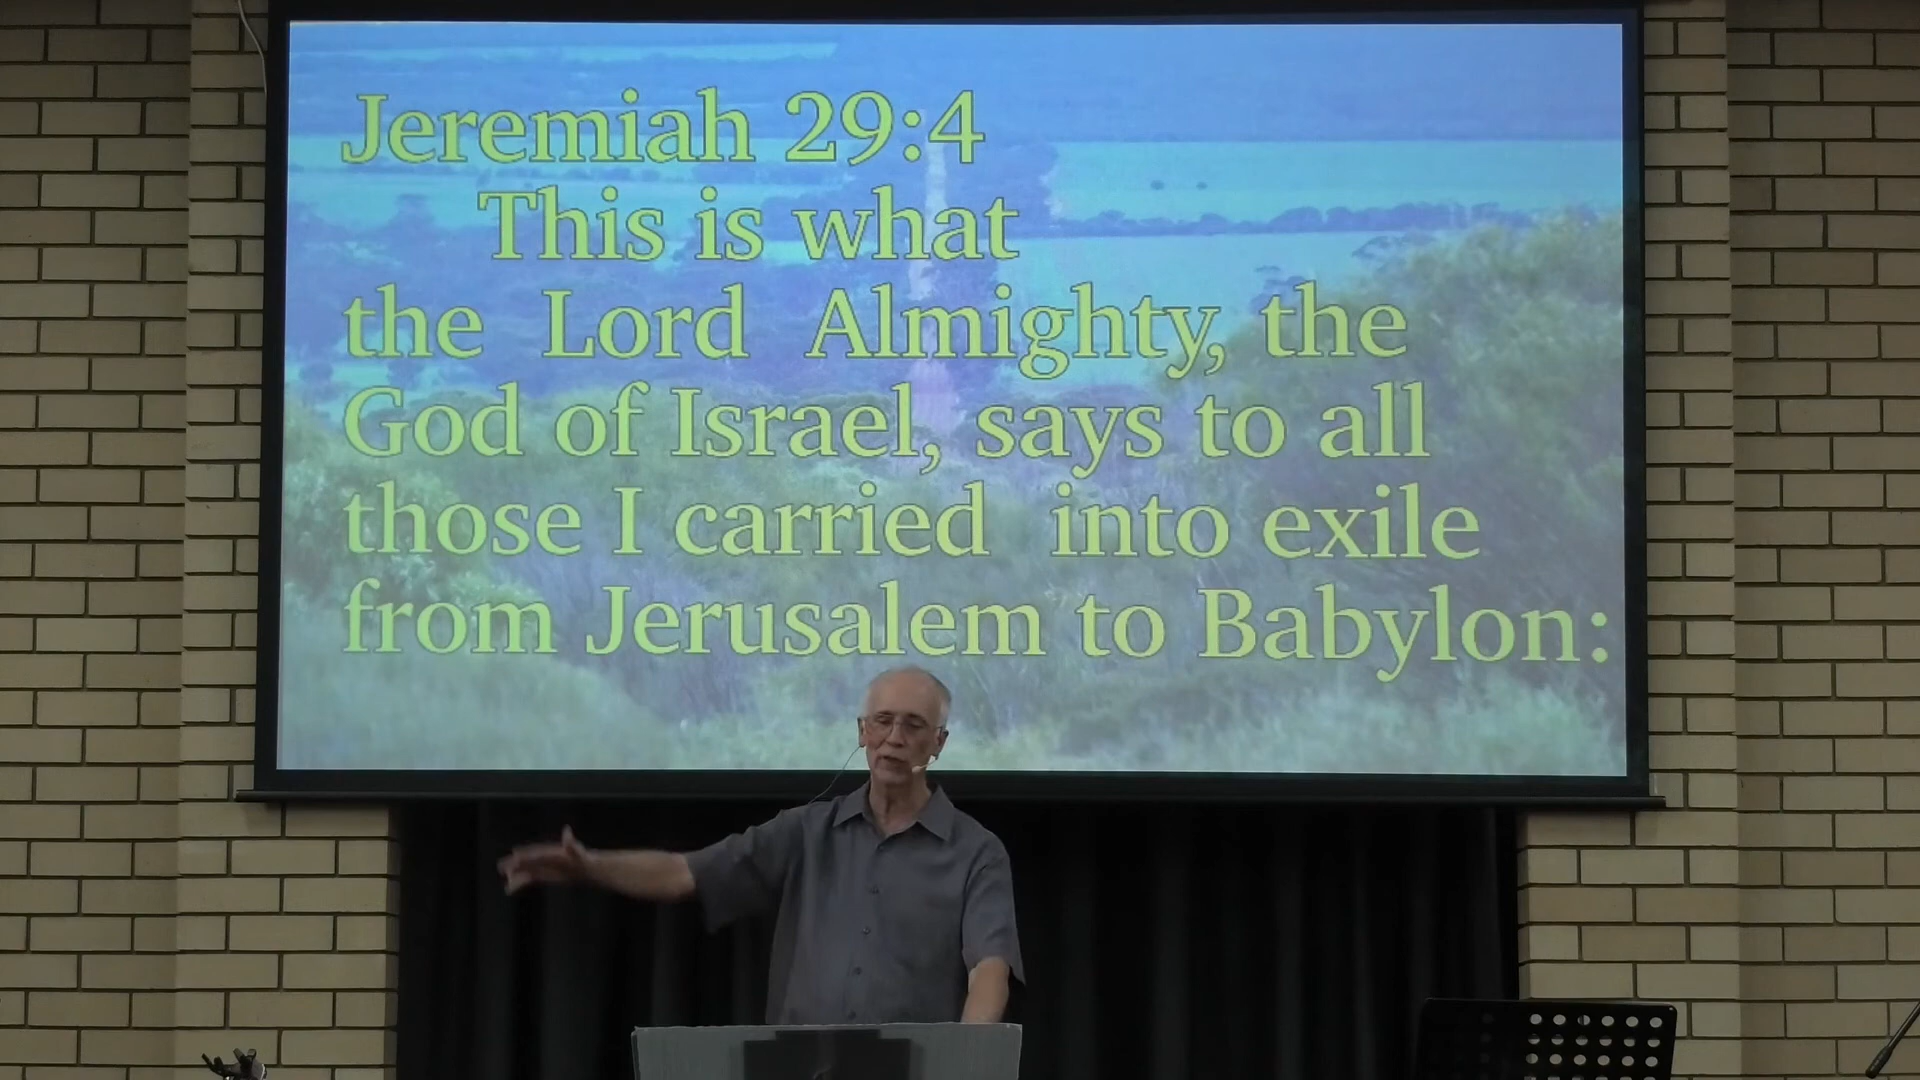 Jeremiah 29:4
This is what
the Lord Almighty, the
God of Israel, says to all
those I carried into exile
from Jerusalem to Babylon: